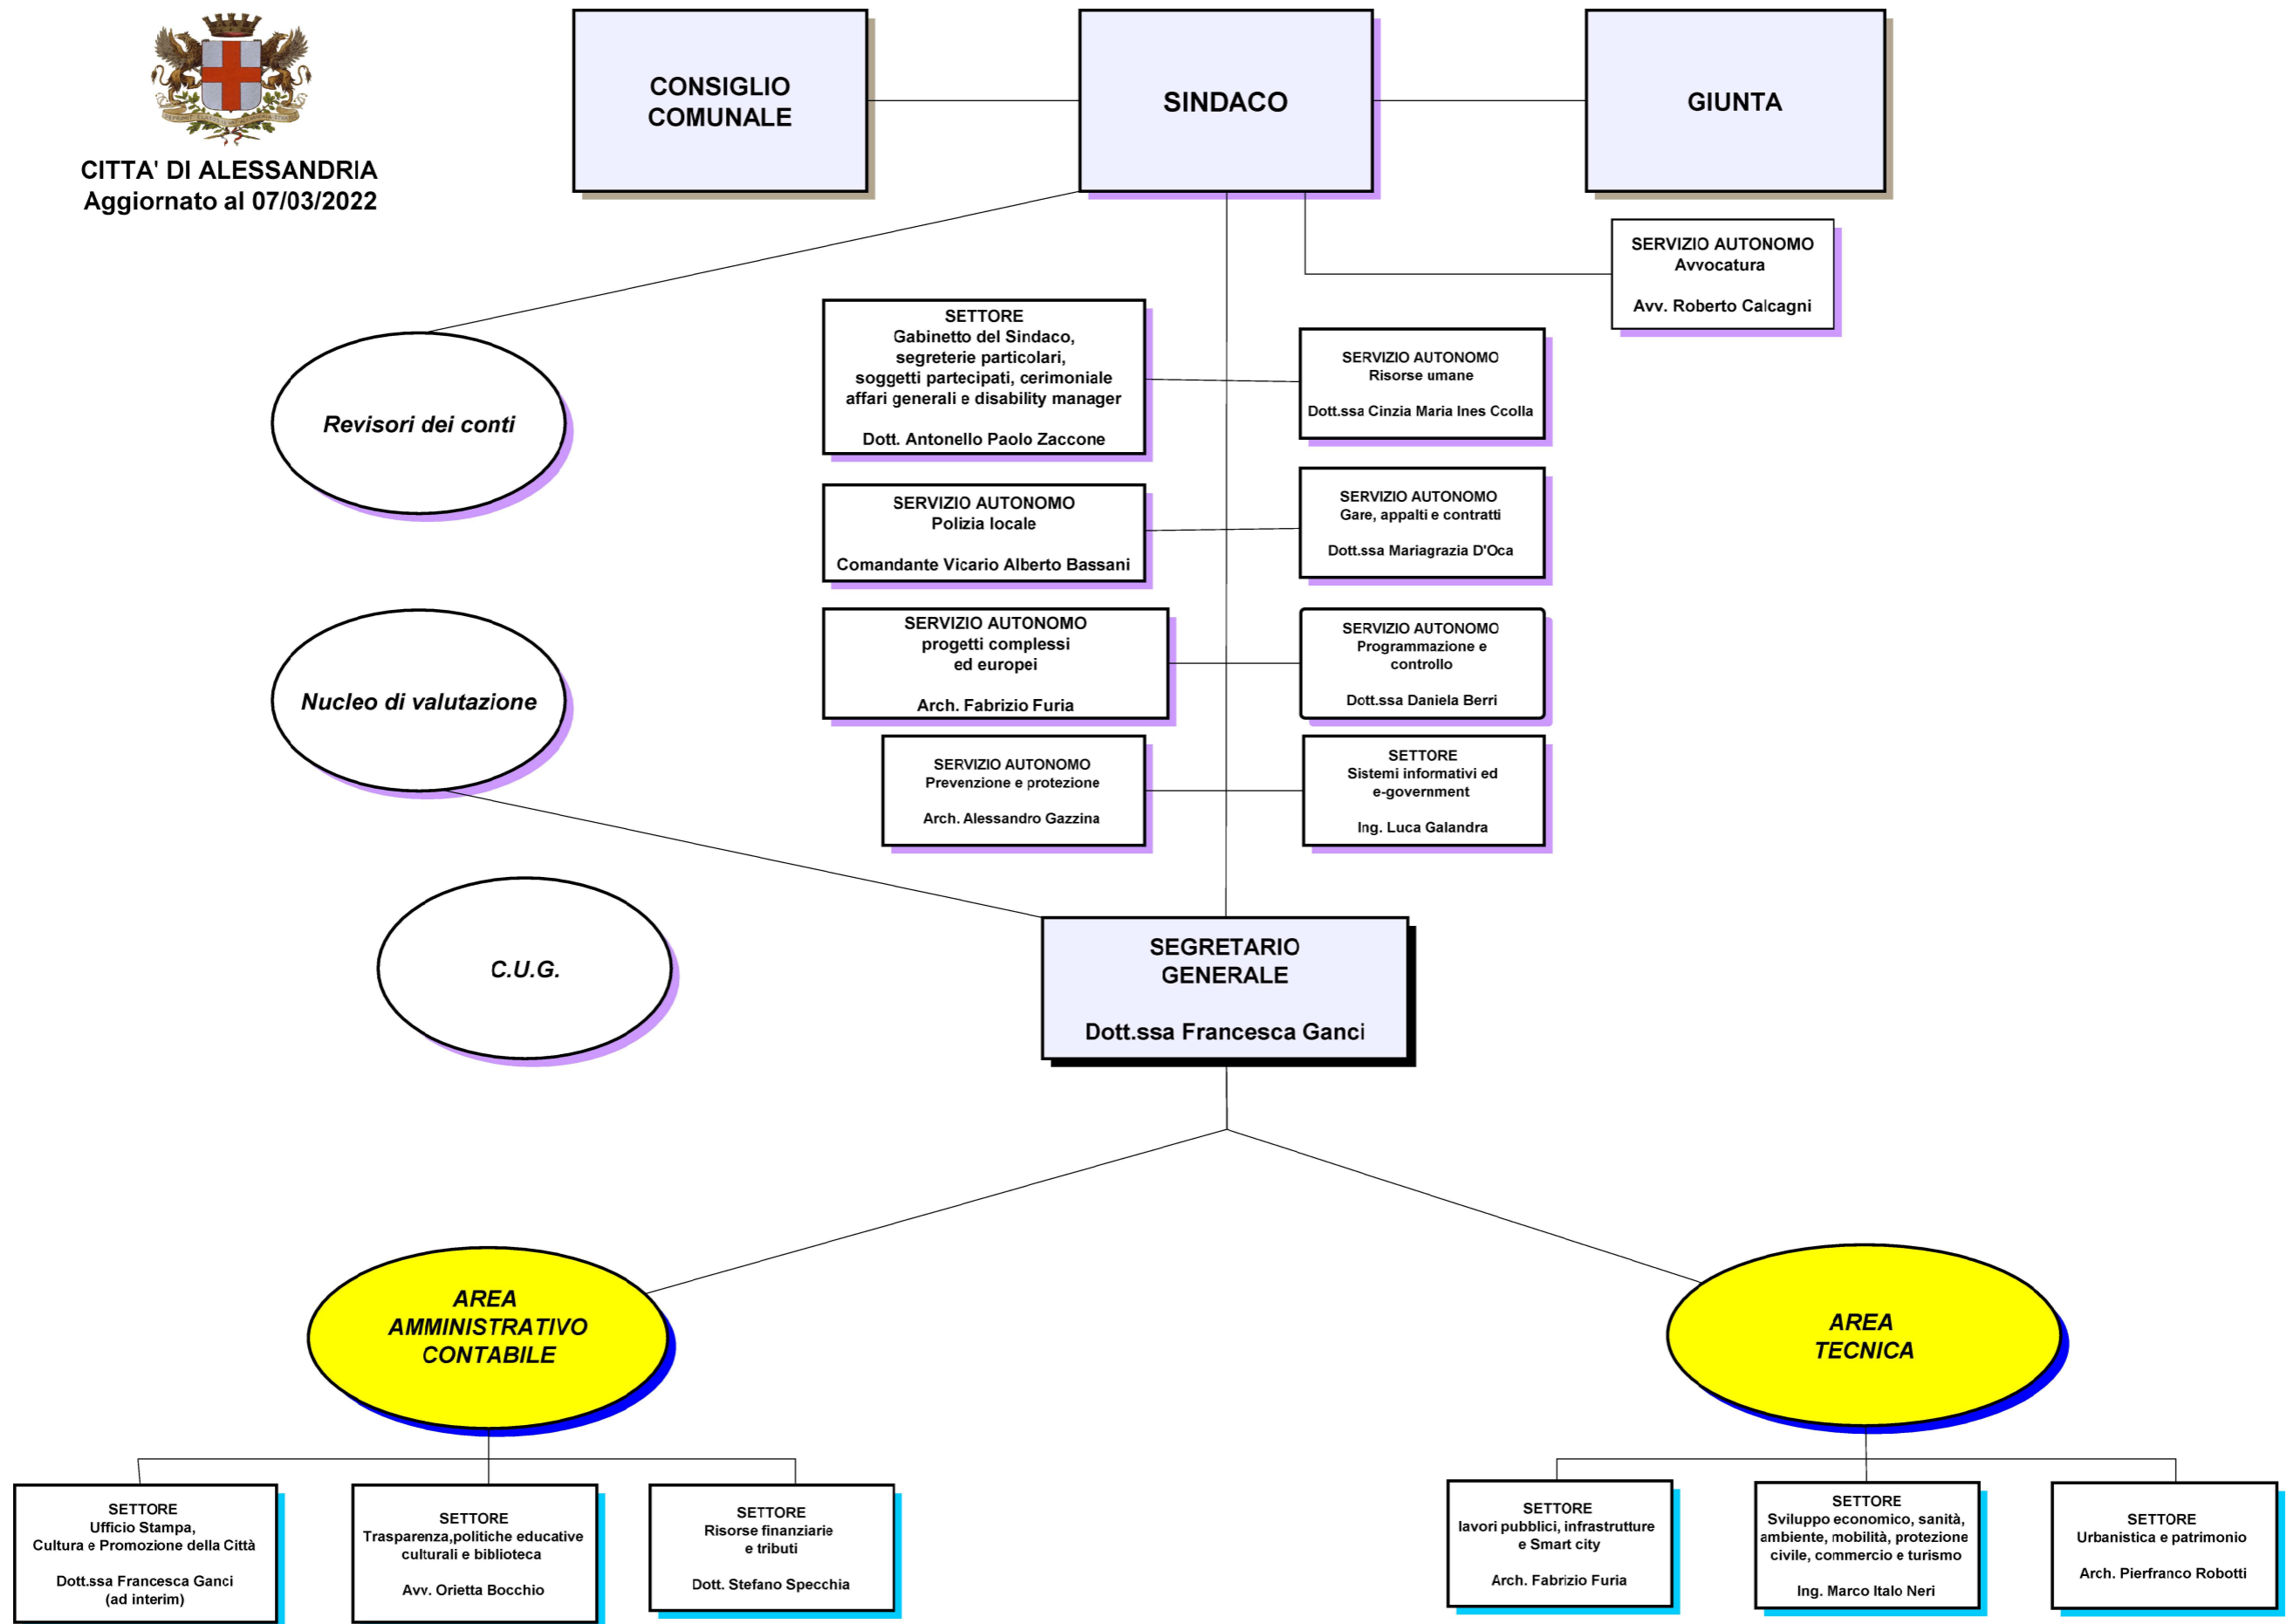 CITTA' DI ALESSANDRIA
Aggiornato al 07/03/2022
CONSIGLIO
COMUNALE
SINDACO
GIUNTA
SERVIZIO AUTONOMO
Avvocatura
Avv. Roberto Calcagni
SETTORE
Gabinetto del Sindaco,
segreterie particolari,
soggetti partecipati, cerimoniale
affari generali e disability manager
Dott. Antonello Paolo Zaccone
SERVIZIO AUTONOMO
Risorse umane
Dott.ssa Cinzia Maria Ines Ccolla
Revisori dei conti
SERVIZIO AUTONOMO
Polizia locale
Comandante Vicario Alberto Bassani
SERVIZIO AUTONOMO
Gare, appalti e contratti
Dott.ssa Mariagrazia D'Oca
SERVIZIO AUTONOMO
progetti complessi
ed europei
Arch. Fabrizio Furia
SERVIZIO AUTONOMO
Programmazione e
controllo
Dott.ssa Daniela Berri
Nucleo di valutazione
SERVIZIO AUTONOMO
Prevenzione e protezione
Arch. Alessandro Gazzina
SETTORE
Sistemi informativi ed
e-government
Ing. Luca Galandra
C.U.G.
SEGRETARIO
GENERALE
Dott.ssa Francesca Ganci
AREA
AMMINISTRATIVO
CONTABILE
AREA
TECNICA
SETTORE
Ufficio Stampa,
Cultura e Promozione della Città
Dott.ssa Francesca Ganci
(ad interim)
SETTORE
Trasparenza,politiche educative
culturali e biblioteca
Avv. Orietta Bocchio
SETTORE
Risorse finanziarie
e tributi
Dott. Stefano Specchia
SETTORE
lavori pubblici, infrastrutture
e Smart city
Arch. Fabrizio Furia
SETTORE
Sviluppo economico, sanità,
ambiente, mobilità, protezione
civile, commercio e turismo
Ing. Marco Italo Neri
SETTORE
Urbanistica e patrimonio
Arch. Pierfranco Robotti